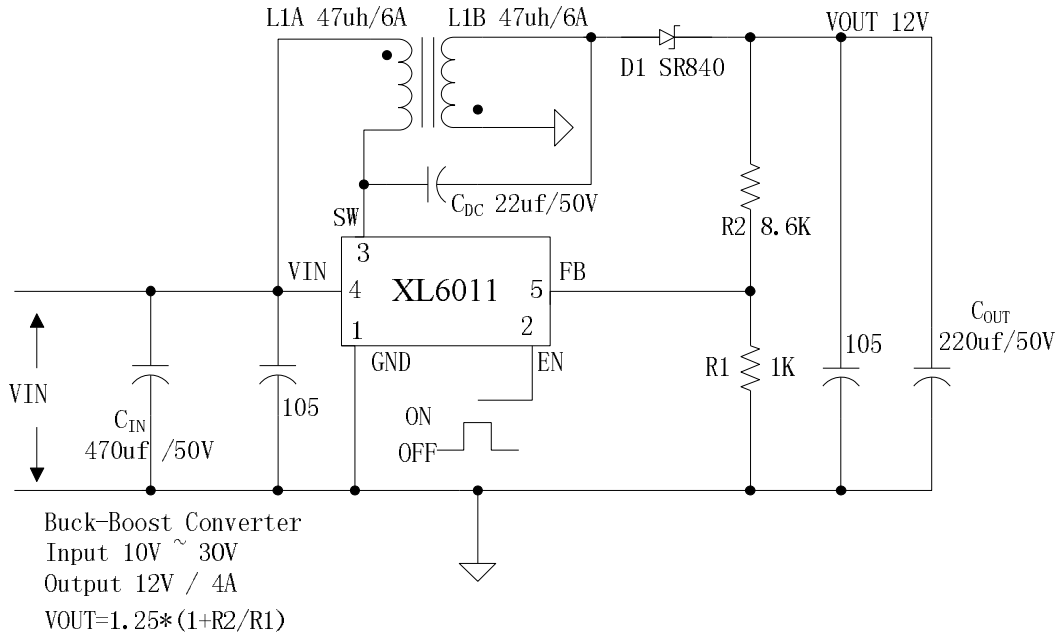 L1A 47uh/6A
L1B 47uh/6A
VOUT 12V
D1 SR840
CDC 22uf/50V
R2 8.6K
SW
3
VIN
4
XL6011
5
FB
1
2
GND
EN
COUT
220uf/50V
105
R1
1K
VIN
105
CIN
470uf /50V
ON
OFF
Buck-Boost Converter
Input 10V ~ 30V
Output 12V / 4A
VOUT=1.25*(1+R2/R1)